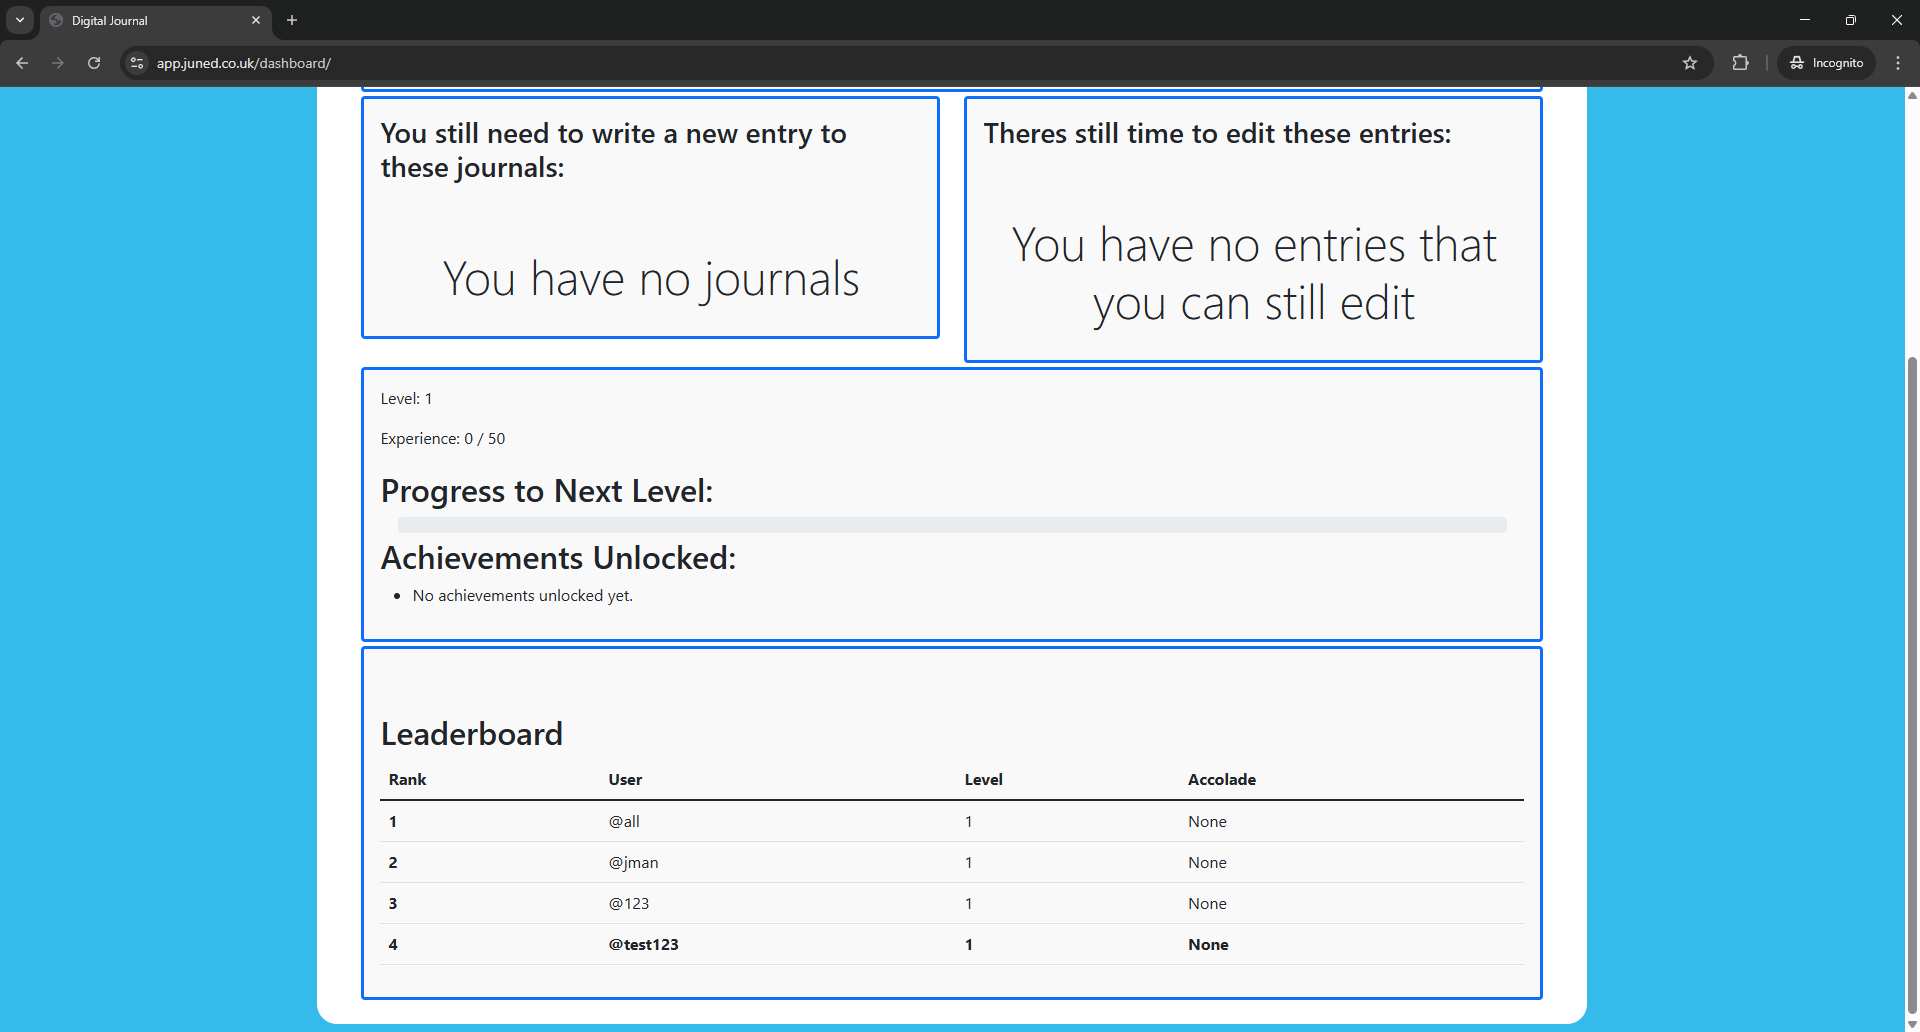 Digital Journal
app.juned.co.uk/dashboard/
Incognito
You still need to write a new entry to
these journals:
You have no journals
Theres still time to edit these entries:
You have no entries that
you can still edit
Level: 1
Experience: 0 / 50
Progress to Next Level:
Achievements Unlocked:
• No achievements unlocked yet.
Leaderboard
Rank User Level Accolade
1 @all 1 None
2 @jman 1 None
3 @123 1 None
4 @test123 1 None